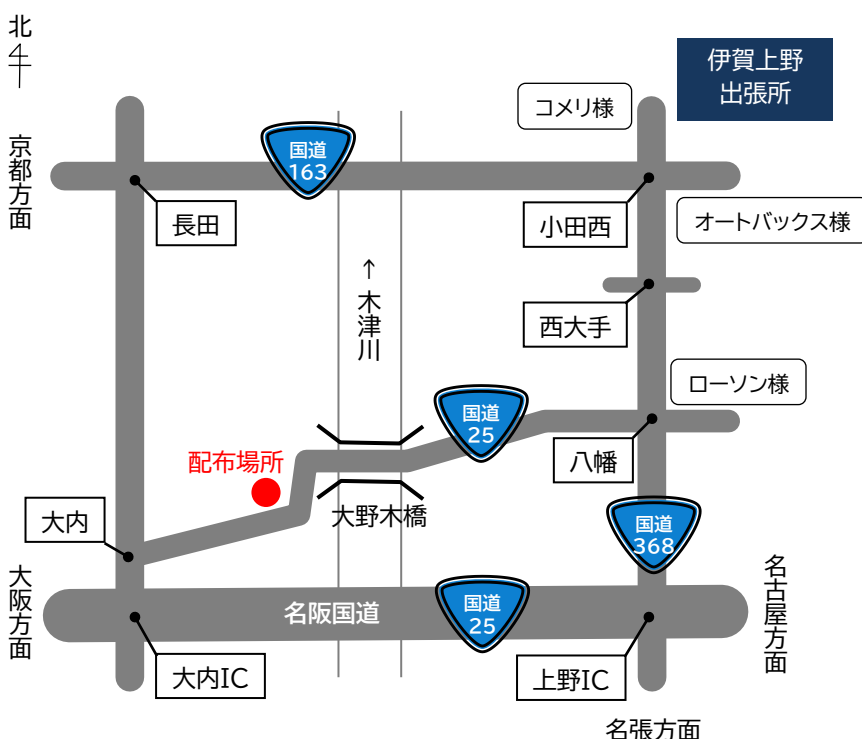 北
伊賀上野
出張所
コメリ様
京都方面
国道
163
長田
小田西
オートバックス様
↑木津川
西大手
ローソン様
国道
25
配布場所
八幡
大内
大野木橋
国道
368
大阪方面
名古屋方面
名阪国道
国道
25
大内IC
上野IC
名張方面